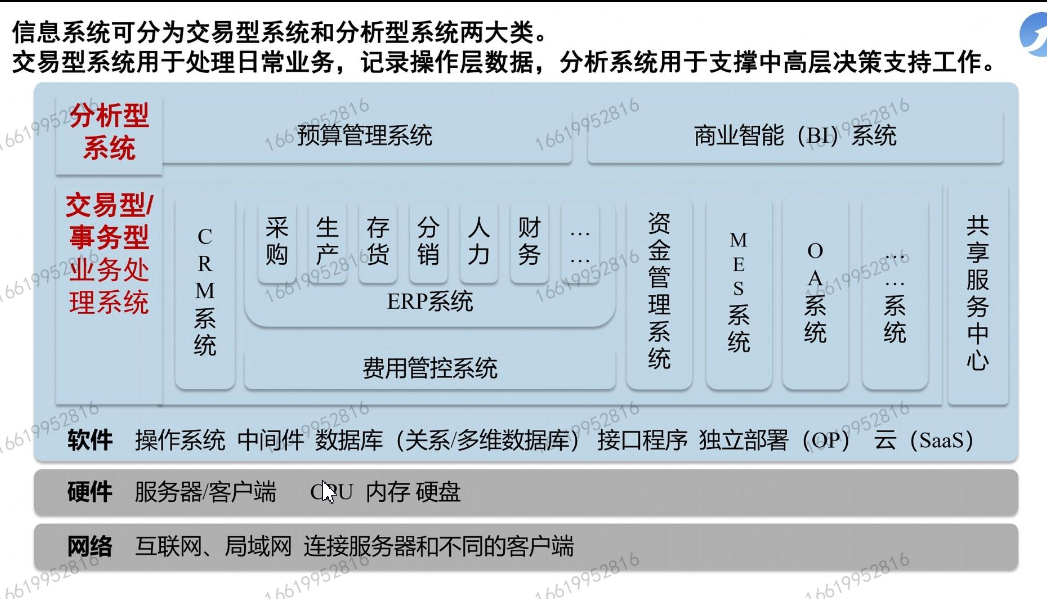 信息系统可分为交易型系统和分析型系统两大类。
交易型系统用于处理日常业务，记录操作层数据，分析系统用于支撑中高层决策支持工作。
分析型
系统
预算管理系统
商业智能（BI）系统
交易型/
事务型
业务处
理系统
CRM系统
采购
生产
存货
分销
人力
财务
……
ERP系统
费用管控系统
资金管理系统
MES系统
OA系统
……系统
共享服务中心
软件 操作系统 中间件 数据库（关系/多维数据库） 接口程序 独立部署（OP） 云（SaaS）
硬件 服务器/客户端 CPU 内存 硬盘
网络 互联网、局域网 连接服务器和不同的客户端
16619952816